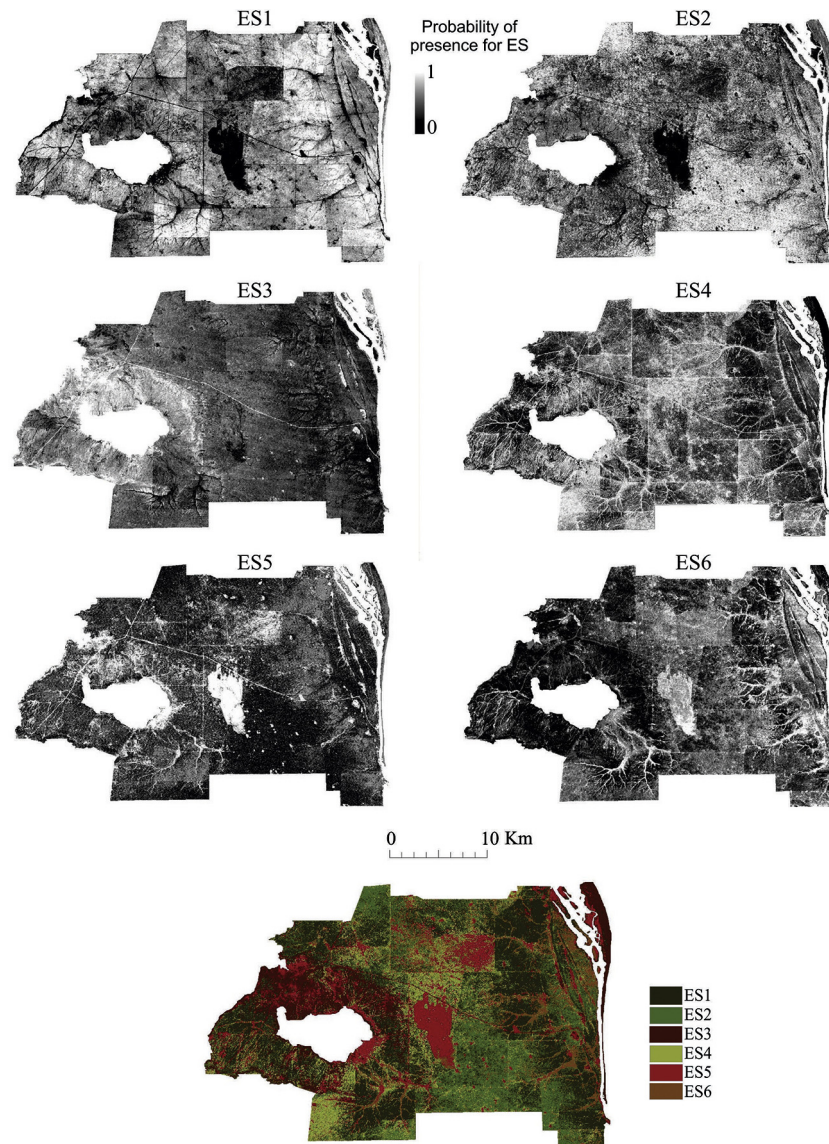 ES1
Probability of
presence for ES
1
0
ES2
ES3
ES4
ES5
ES6
0 10 Km
ES1
ES2
ES3
ES4
ES5
ES6